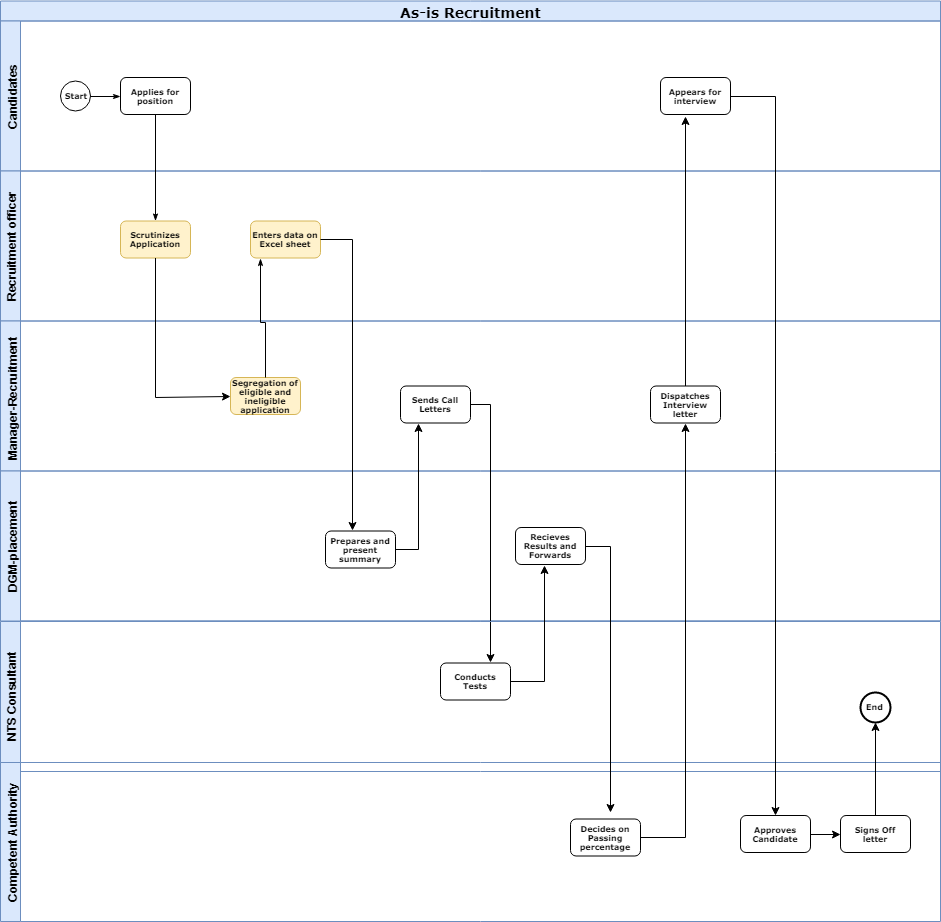 As-is Recruitment
Candidates
Start
Applies for
position
Appears for
interview
Recruitment officer
Scrutinizes
Application
Enters data on
Excel sheet
Manager-Recruitment
Segregation of
eligible and
ineligible
application
Sends Call
Letters
Dispatches
Interview
letter
DGM-placement
Prepares and
present
summary
Recieves
Results and
Forwards
NTS Consultant
Conducts
Tests
End
Competent Authority
Decides on
Passing
percentage
Approves
Candidate
Signs Off
letter